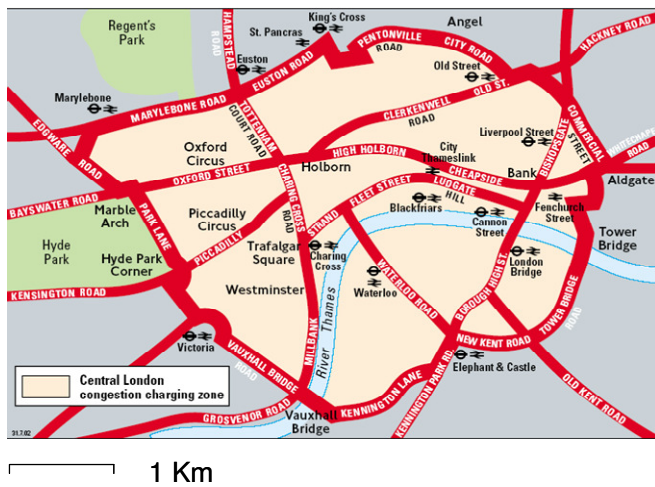 Regent's
Park
HAMPSTEAD
ROAD
King's Cross
St. Pancras
Angel
PENTONVILLE
ROAD
CITY ROAD
HACKNEY ROAD
Euston
EUSTON ROAD
Old Street
OLD ST.
Marylebone
MARYLEBONE ROAD
TOTTENHAM
COURT ROAD
CLERKENWELL
ROAD
COMMERCIAL
STREET
EDGWARE ROAD
Liverpool Street
BISHOPSGATE
WHITECHAPEL
ROAD
Oxford
Circus
OXFORD STREET
Holborn
HIGH HOLBORN
City
Thameslink
CHEAPSIDE
Bank
Aldgate
BAYSWATER ROAD
Marble
Arch
PARK LANE
CHARING CROSS
ROAD
FLEET STREET
LUDGATE
HILL
Blackfriars
Cannon
Street
Fenchurch
Street
Piccadilly
Circus
PICCADILLY
STRAND
Hyde
Park
Hyde Park
Corner
Trafalgar
Square
Charing
Cross
Tower
Bridge
London
Bridge
KENSINGTON ROAD
Westminster
Waterloo
WATERLOO ROAD
BOROUGH HIGH ST.
TOWER BRIDGE
ROAD
MILLBANK
River Thames
Victoria
VAUXHALL BRIDGE
ROAD
NEW KENT ROAD
Elephant & Castle
KENNINGTON PARK RD.
OLD KENT ROAD
Central London
congestion charging zone
GROSVENOR ROAD
Vauxhall
Bridge
KENNINGTON LANE
31.7.02
1 Km